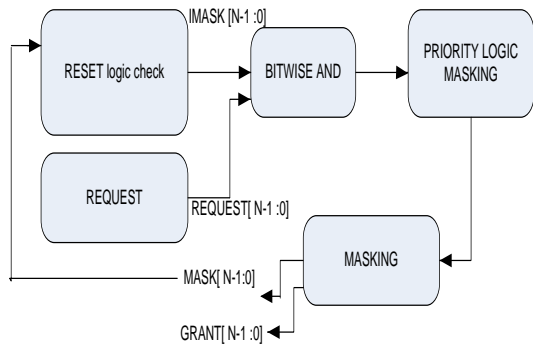 IMASK [N-1 :0]
RESET logic check
BITWISE AND
PRIORITY LOGIC
MASKING
REQUEST
REQUEST[ N-1 :0]
MASKING
MASK[ N-1:0]
GRANT[ N-1 :0]